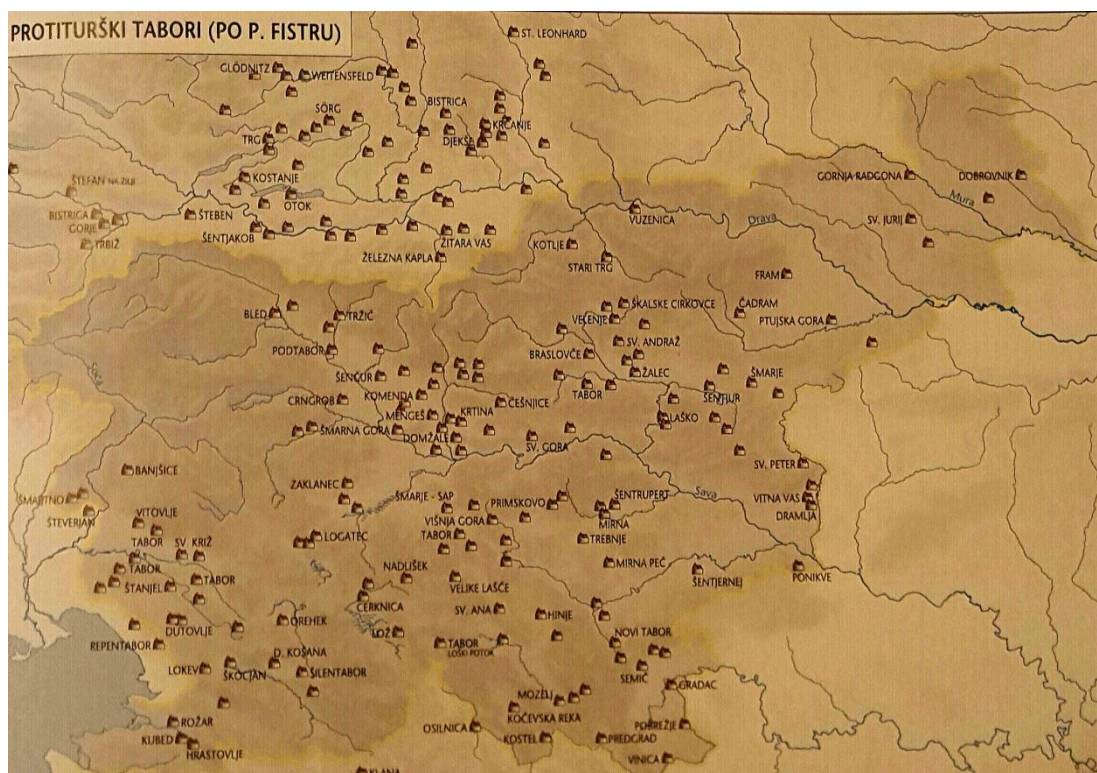 PROTITURŠKI TABORI (PO P. FISTRU)
ST. LEONHARD
GLÖDNITZ
WEITENSFELD
SÖRG
BISTRICA
KRČANJE
TRG
DJEKŠE
KOSTANJE
GORNJA RADGONA
DOBROVNIK
ŠTEFAN NA ZILJI
OTOK
Mura
BISTRICA
ŠTEBEN
VUZENICA
Drava
SV. JURIJ
GORJE
ŠENTJAKOB
ŽITARA VAS
KOTLJE
TRBIŽ
ŽELEZNA KAPLA
STARI TRG
FRAM
ŠKALSKE CIRKOVCE
ČADRAM
BLED
TRŽIČ
VELENJE
PTUJSKA GORA
SV. ANDRAŽ
PODTABOR
BRASLOVČE
Soča
ŠENČUR
ŽALEC
ŠMARJE
TABOR
CRNGROB
KOMENDA
ČEŠNJICE
ŠENTJUR
MENGEŠ
KRTINA
LAŠKO
ŠMARNA GORA
DOMŽALE
SV. GORA
BANJŠICE
SV. PETER
ZAKLANEC
ŠMARTNO
ŠMARJE - SAP
PRIMSKOVO
ŠENTRUPERT
Sava
VITNA VAS
ŠTEVERJAN
VITOVLJE
VIŠNJA GORA
MIRNA
DRAMLJA
TABOR
SV. KRIŽ
LOGATEC
TABOR
TREBNJE
TABOR
NADLIŠEK
MIRNA PEČ
ŠENTJERNEJ
PONIKVE
ŠTANJEL
TABOR
VELIKE LAŠČE
CERKNICA
SV. ANA
HINJE
DUTOVLJE
OREHEK
LOŽ
NOVI TABOR
REPENTABOR
TABOR
LOŠKI POTOK
D. KOŠANA
LOKEV
ŠKOCJAN
ŠILENTABOR
SEMIČ
GRADAC
MOZELJ
KOČEVSKA REKA
ROŽAR
OSILNICA
POBREŽJE
KUBED
KOSTEL
PREDGRAD
HRASTOVLJE
VINICA
KLANA